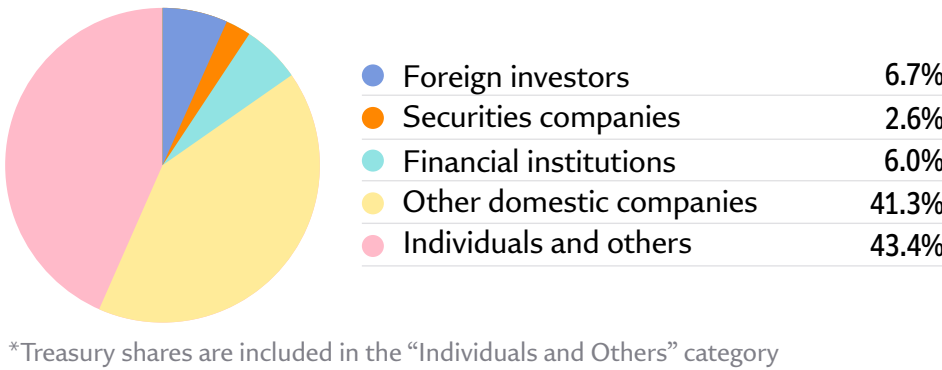 Foreign investors 6.7%
Securities companies 2.6%
Financial institutions 6.0%
Other domestic companies 41.3%
Individuals and others 43.4%
*Treasury shares are included in the “Individuals and Others” category